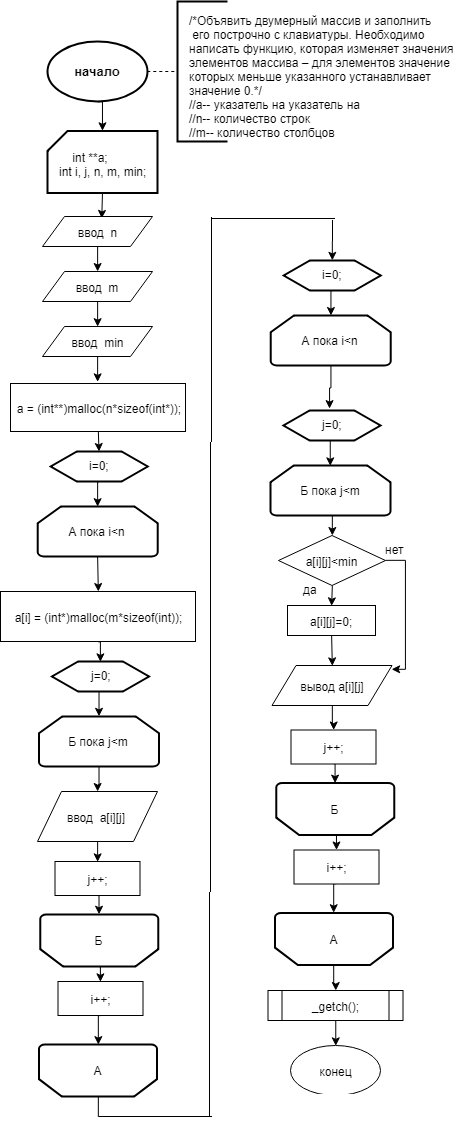 /*Объявить двумерный массив и заполнить
его построчно с клавиатуры. Необходимо
написать функцию, которая изменяет значения
элементов массива – для элементов значение
которых меньше указанного устанавливает
значение 0.*/
//a-- указатель на указатель на
//n-- количество строк
//m-- количество столбцов
начало
int **a;
int i, j, n, m, min;
ввод n
ввод m
ввод min
a = (int**)malloc(n*sizeof(int*));
i=0;
А пока i<n
a[i] = (int*)malloc(m*sizeof(int));
j=0;
Б пока j<m
ввод a[i][j]
j++;
Б
i++;
А
i=0;
А пока i<n
j=0;
Б пока j<m
a[i][j]<min
нет
да
a[i][j]=0;
вывод a[i][j]
j++;
Б
i++;
А
_getch();
конец